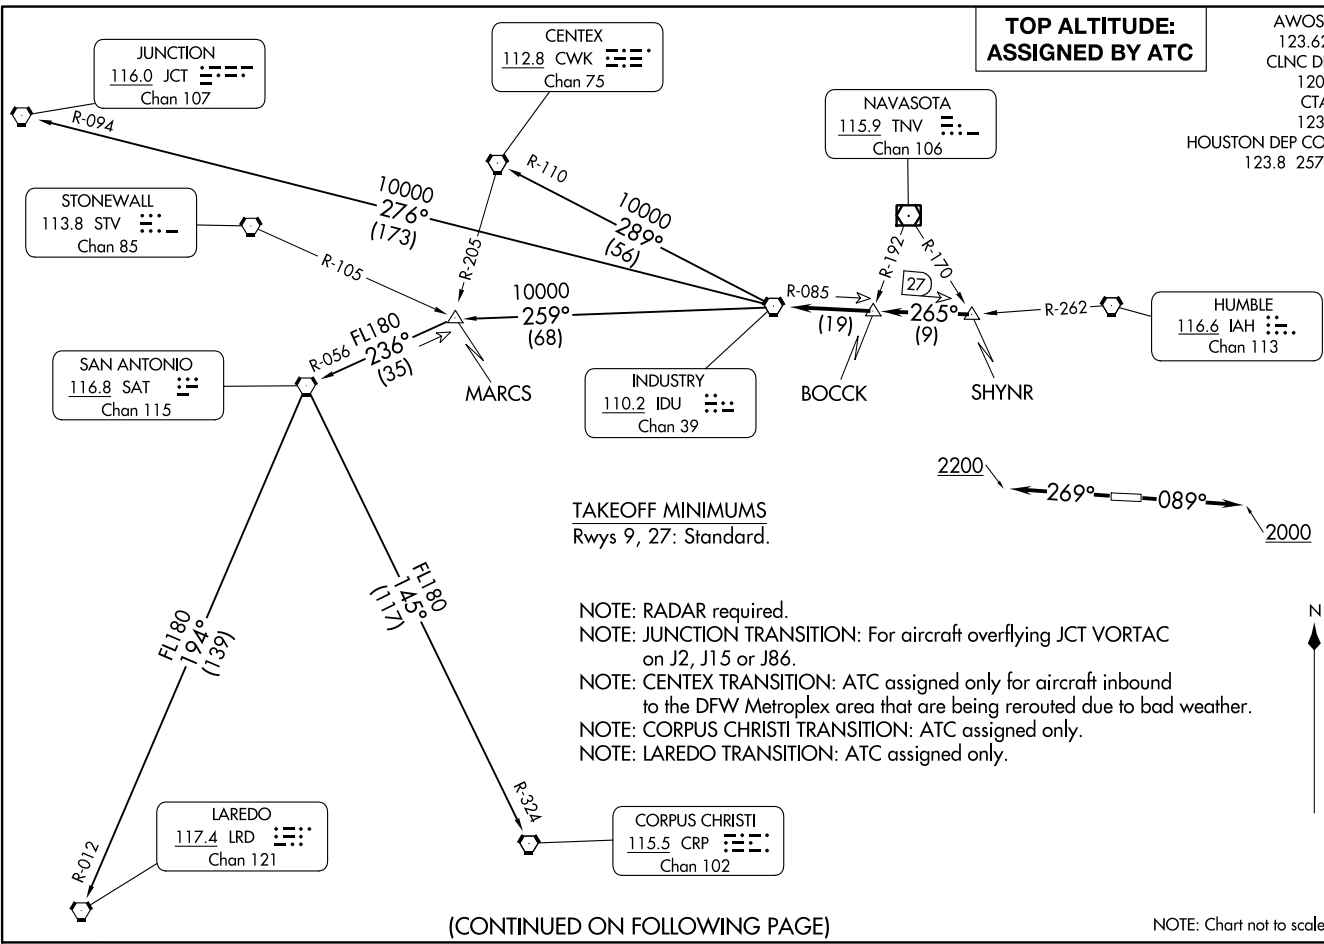 TOP ALTITUDE:
ASSIGNED BY ATC
AWOS
123.62
CLNC D
120
CTA
123
HOUSTON DEP CO
123.8 257
JUNCTION
116.0 JCT
Chan 107
CENTEX
112.8 CWK
Chan 75
NAVASOTA
115.9 TNV
Chan 106
R-094
R-110
10000
276°
(173)
10000
289°
(56)
STONEWALL
113.8 STV
Chan 85
R-105
R-205
R-192
R-170
27
10000
259°
(68)
R-085
(19)
265°
(9)
R-262
HUMBLE
116.6 IAH
Chan 113
FL180
236°
(35)
R-056
SAN ANTONIO
116.8 SAT
Chan 115
MARCS
INDUSTRY
110.2 IDU
Chan 39
BOCCK
SHYNR
2200
269°
089°
2000
TAKEOFF MINIMUMS
Rwys 9, 27: Standard.
FL180
194°
(139)
FL180
145°
(117)
NOTE: RADAR required.
NOTE: JUNCTION TRANSITION: For aircraft overflying JCT VORTAC
on J2, J15 or J86.
NOTE: CENTEX TRANSITION: ATC assigned only for aircraft inbound
to the DFW Metroplex area that are being rerouted due to bad weather.
NOTE: CORPUS CHRISTI TRANSITION: ATC assigned only.
NOTE: LAREDO TRANSITION: ATC assigned only.
N
R-324
R-012
LAREDO
117.4 LRD
Chan 121
CORPUS CHRISTI
115.5 CRP
Chan 102
(CONTINUED ON FOLLOWING PAGE)
NOTE: Chart not to scale